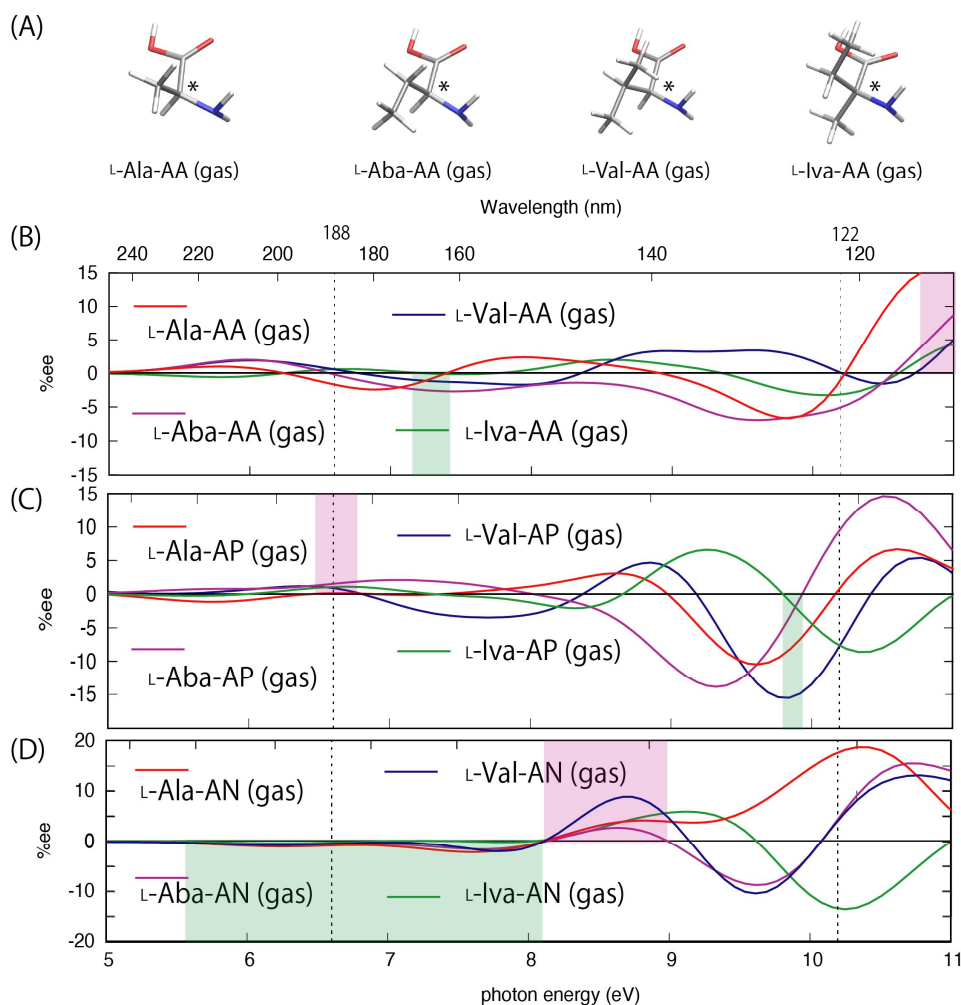 (A)
* * * *
L-Ala-AA (gas) L-Aba-AA (gas) L-Val-AA (gas) L-Iva-AA (gas)
Wavelength (nm)
(B)
240 220 200 188 180 160 140 122 120
15
10
5
0
-5
-10
-15
%ee
L-Ala-AA (gas) L-Val-AA (gas)
L-Aba-AA (gas) L-Iva-AA (gas)
(C)
15
10
5
0
-5
-10
-15
%ee
L-Ala-AP (gas) L-Val-AP (gas)
L-Aba-AP (gas) L-Iva-AP (gas)
(D)
20
10
0
-10
-20
%ee
L-Ala-AN (gas) L-Val-AN (gas)
L-Aba-AN (gas) L-Iva-AN (gas)
5 6 7 8 9 10 11
photon energy (eV)